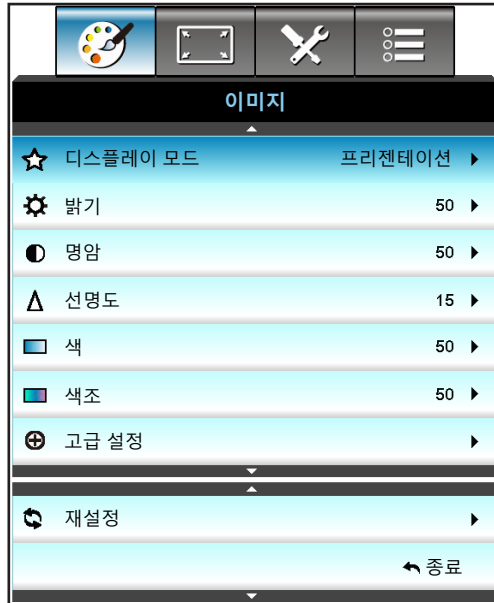 이미지
디스플레이 모드 프리젠테이션
밝기 50
명암 50
선명도 15
색 50
색조 50
고급 설정
재설정
종료